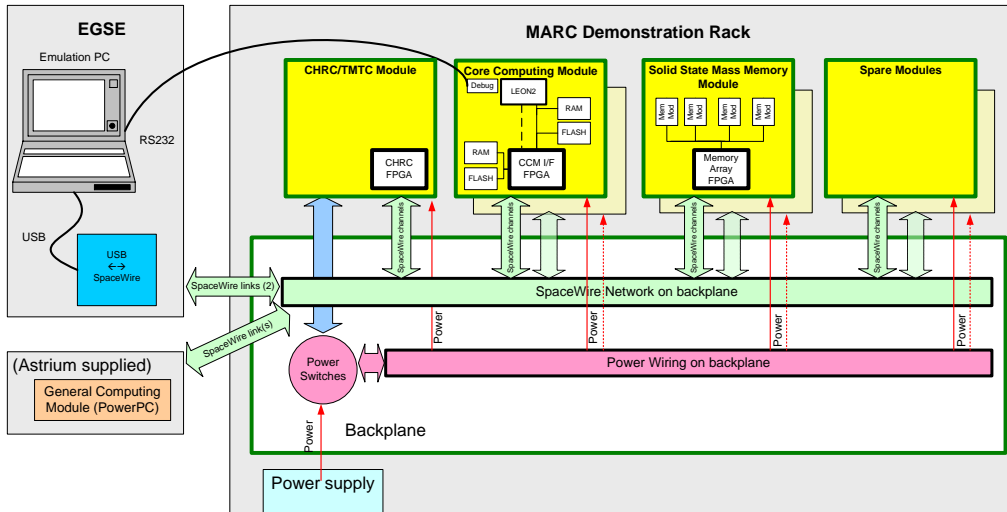 EGSE
Emulation PC
RS232
USB
USB
↔
SpaceWire
(Astrium supplied)
General Computing
Module (PowerPC)
MARC Demonstration Rack
CHRC/TMTC Module
CHRC
FPGA
Core Computing Module
Debug
LEON2
RAM
FLASH
RAM
FLASH
CCM I/F
FPGA
Solid State Mass Memory
Module
Mem
Mod
Mem
Mod
Mem
Mod
Mem
Mod
Memory
Array
FPGA
Spare Modules
SpaceWire channels
SpaceWire channels
SpaceWire channels
SpaceWire channels
SpaceWire links (2)
SpaceWire link(s)
SpaceWire Network on backplane
Power
Power
Power
Power
Power
Switches
Power Wiring on backplane
Power
Backplane
Power supply